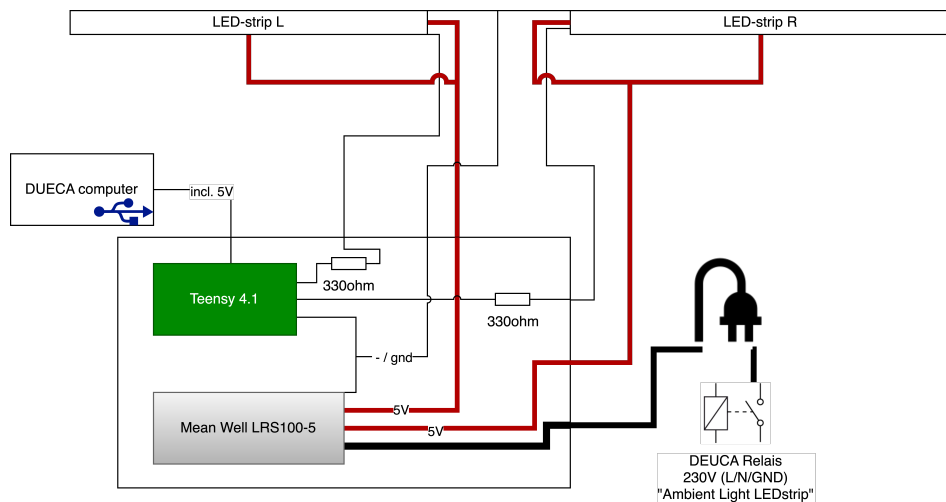 LED-strip L
LED-strip R
DUECA computer
incl. 5V
Teensy 4.1
330ohm
330ohm
- / gnd
5V
Mean Well LRS100-5
5V
DEUCA Relais
230V (L/N/GND)
"Ambient Light LEDstrip"